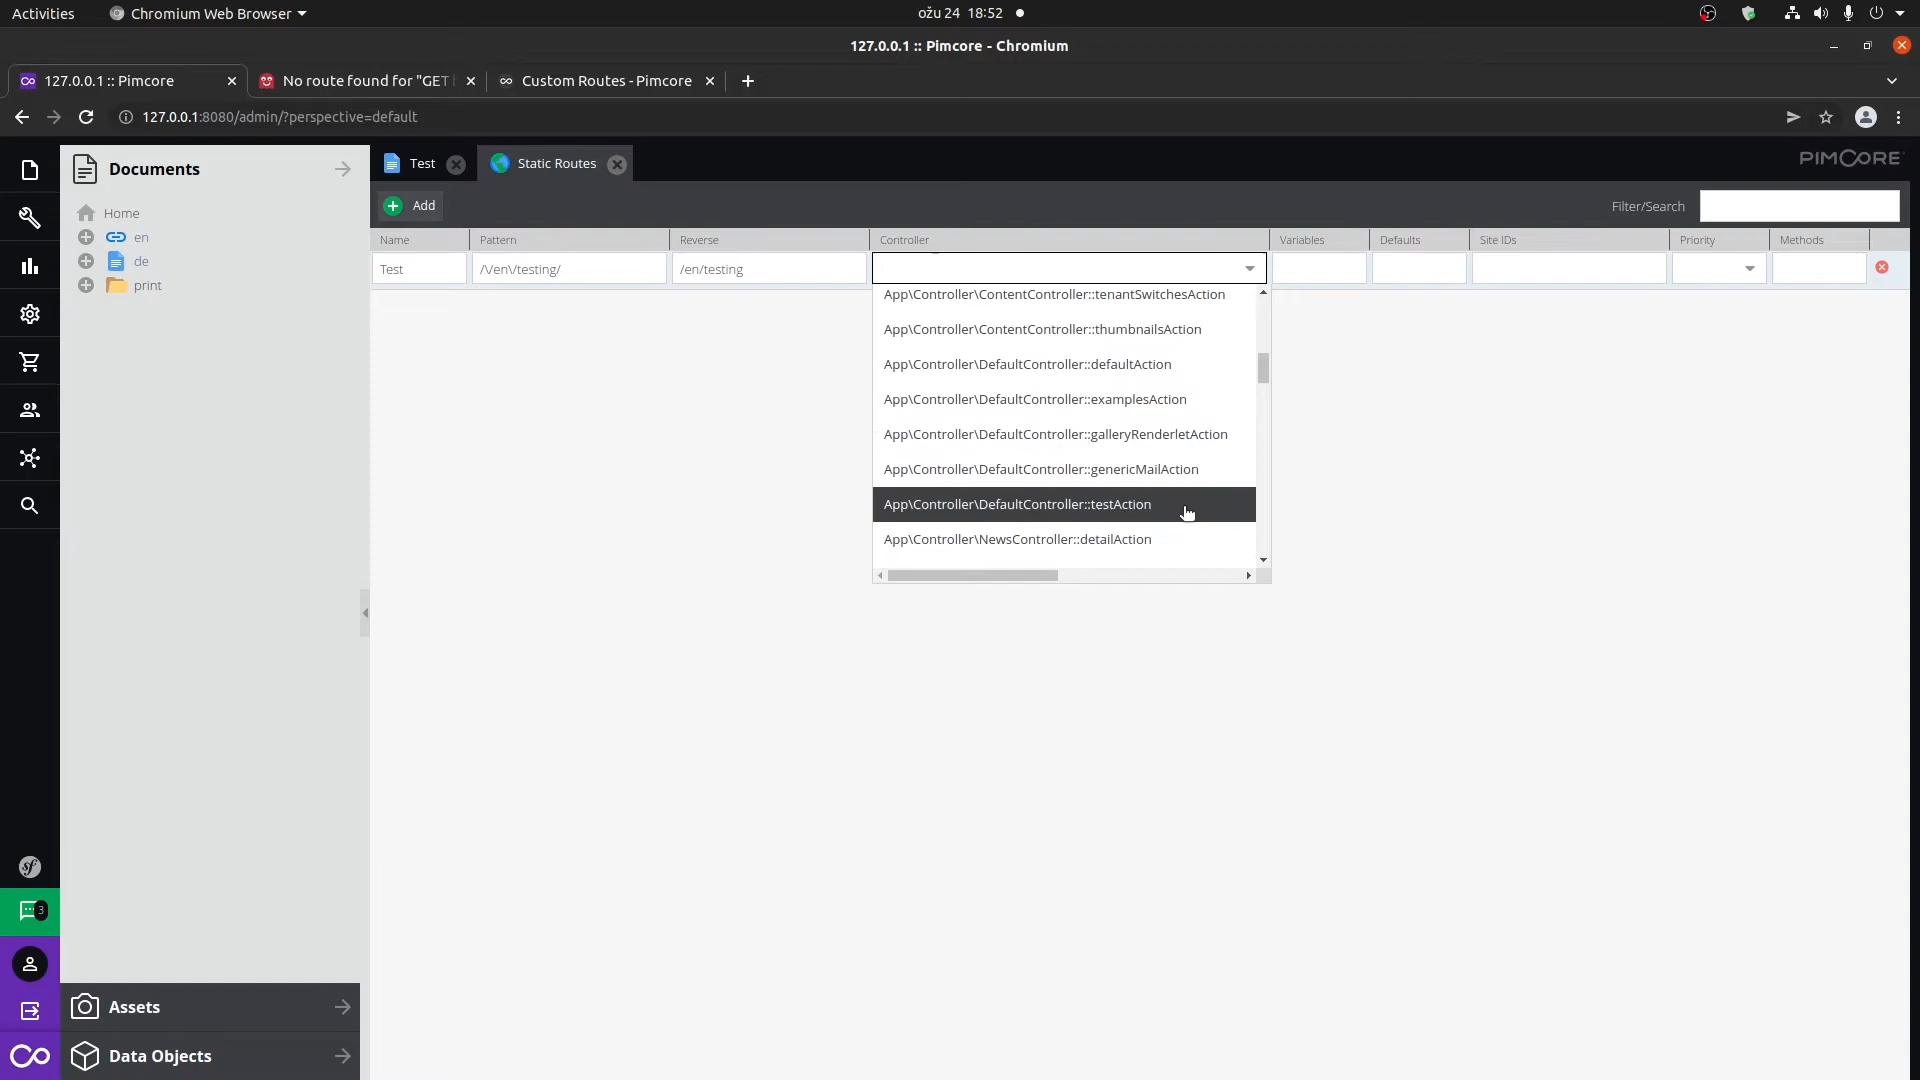 Activities
Chromium Web Browser
ožu 24 18:52
127.0.0.1 :: Pimcore - Chromium
127.0.0.1 :: Pimcore
No route found for "GET
Custom Routes - Pimcore
127.0.0.1:8080/admin/?perspective=default
Documents
Test
Static Routes
PIMCORE
Home
en
de
print
Add
Filter/Search
Name
Pattern
Reverse
Controller
Variables
Defaults
Site IDs
Priority
Methods
Test
/\/en\/testing/
/en/testing
App\Controller\ContentController::tenantSwitchesAction
App\Controller\ContentController::thumbnailsAction
App\Controller\DefaultController::defaultAction
App\Controller\DefaultController::examplesAction
App\Controller\DefaultController::galleryRenderletAction
App\Controller\DefaultController::genericMailAction
App\Controller\DefaultController::testAction
App\Controller\NewsController::detailAction
sf
3
Assets
Data Objects